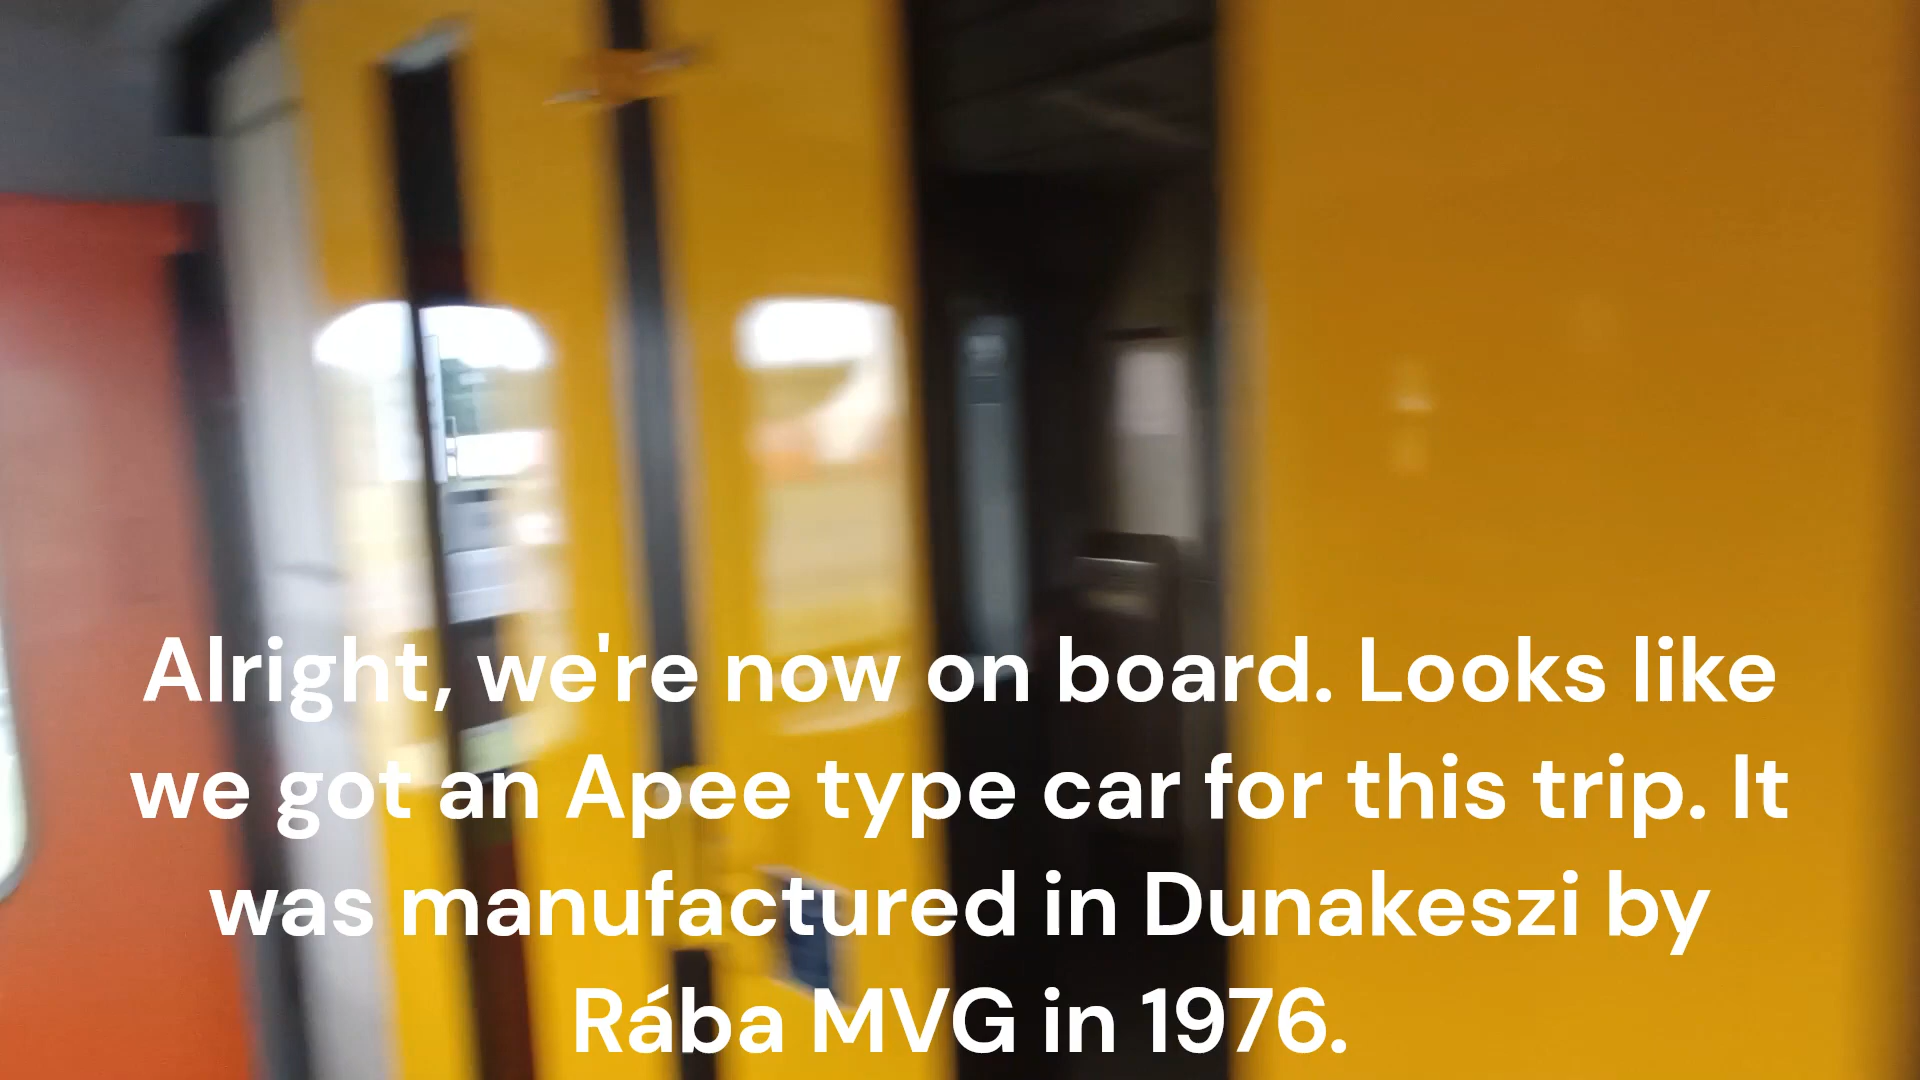 Alright, we're now on board. Looks like
we got an Apee type car for this trip. It
was manufactured in Dunakeszi by
Rába MVG in 1976.